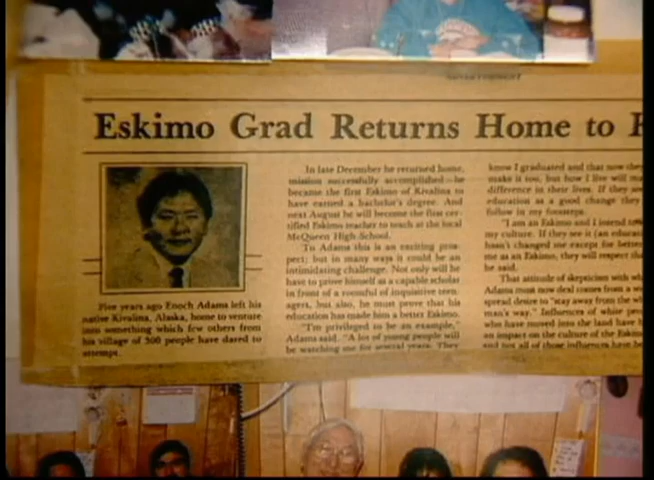 Eskimo Grad Returns Home to
Five years ago Enoch Adams left his
native Kivalina, Alaska, home to venture
into something which few others from
his village of 300 people have dared to
attempt.
In late December he returned home,
mission successfully accomplished—he
became the first Eskimo of Kivalina to
have earned a bachelor's degree. And
next August he will become the first cer-
tified Eskimo teacher to teach at the local
McQueen High School.
To Adams this is an exciting pros-
pect; but in many ways it could be an
intimidating challenge. Not only will he
have to prove himself as a capable scholar
in front of a roomful of inquisitive teen-
agers, but also, he must prove that his
education has made him a better Eskimo.
"I'm privileged to be an example,"
Adams said. "A lot of young people will
be watching me for several years. They
know I graduated and that now they
make it too, but how I live will ma
difference in their lives. If they see
education as a good change they
follow in my footsteps.
"I am an Eskimo and I intend to
my culture. If they see it (an educa
hasn't changed me except for better
me as an Eskimo, they will respect th
he said.
That attitude of skepticism with wh
Adams must now deal comes from a w
spread desire to "stay away from the wh
man's way." Influences of white peo
who have moved into the land have h
an impact on the culture of the Eskimo
and not all of those influences have be